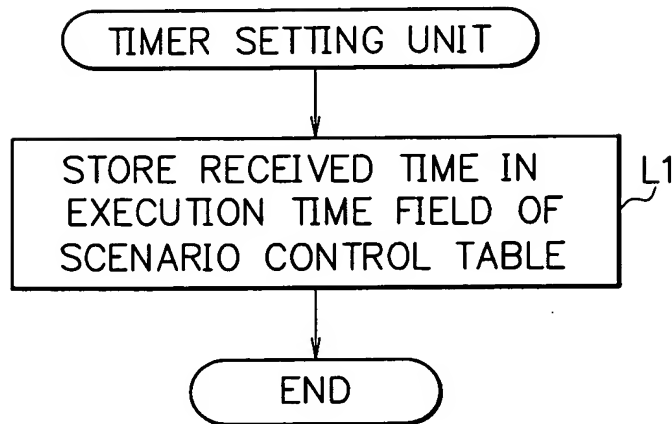 TIMER SETTING UNIT
STORE RECEIVED TIME IN
L1
EXECUTION TIME FIELD OF
SCENARIO CONTROL TABLE
END